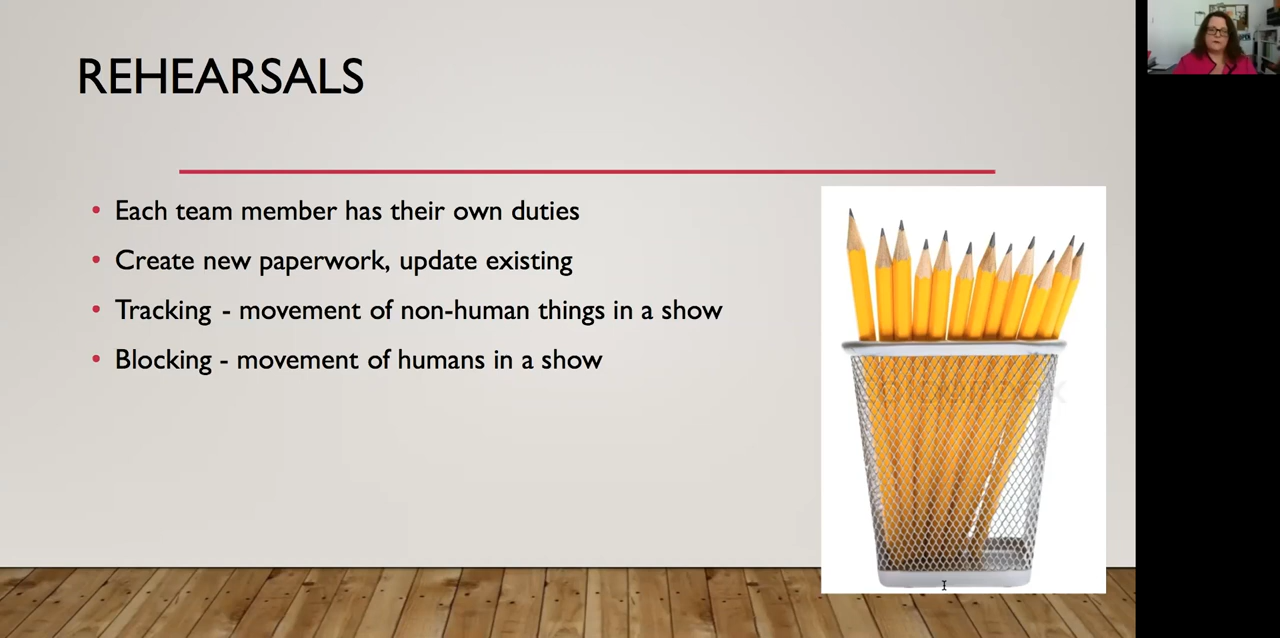 REHEARSALS
Each team member has their own duties
Create new paperwork, update existing
Tracking - movement of non-human things in a show
Blocking - movement of humans in a show